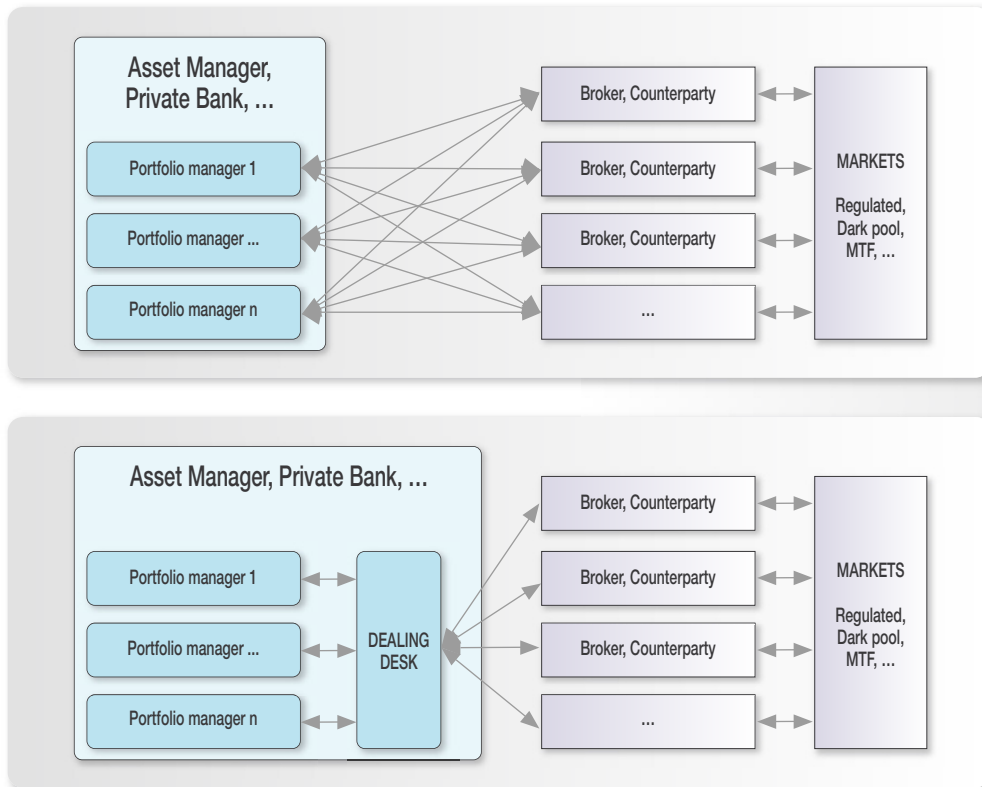 Asset Manager,
Private Bank, ...
Portfolio manager 1
Portfolio manager ...
Portfolio manager n
Broker, Counterparty
Broker, Counterparty
Broker, Counterparty
...
MARKETS
Regulated,
Dark pool,
MTF, ...
Asset Manager, Private Bank, ...
Portfolio manager 1
Portfolio manager ...
Portfolio manager n
DEALING
DESK
Broker, Counterparty
Broker, Counterparty
Broker, Counterparty
...
MARKETS
Regulated,
Dark pool,
MTF, ...